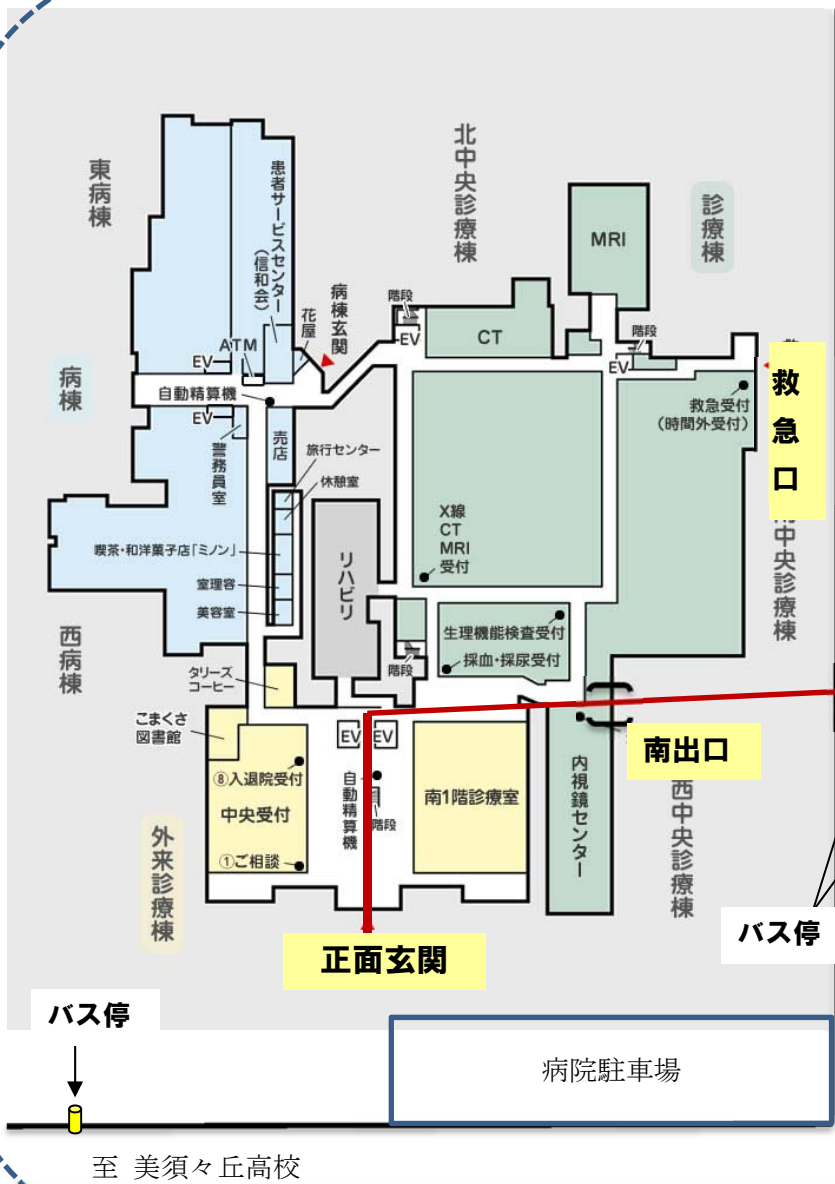 東病棟
患者サービスセンター
(信和会)
花屋
病棟玄関
北中央診療棟
MRI
診療棟
階段
EV
CT
階段
EV
ATM
EV
自動精算機
EV
病棟
警務員室
売店
旅行センター
休憩室
救急口
救急受付
(時間外受付)
X線
CT
MRI
受付
リハビリ
喫茶・和洋菓子店「ミノン」
室理容
美容室
中央診療棟
生理機能検査受付
採血・採尿受付
階段
西病棟
タリーズ
コーヒー
こまくさ
図書館
EV
EV
南出口
⑧入退院受付
中央受付
①ご相談
自動精算機
階段
南1階診療室
内視鏡センター
西中央診療棟
外来診療棟
正面玄関
バス停
バス停
病院駐車場
至 美須々丘高校